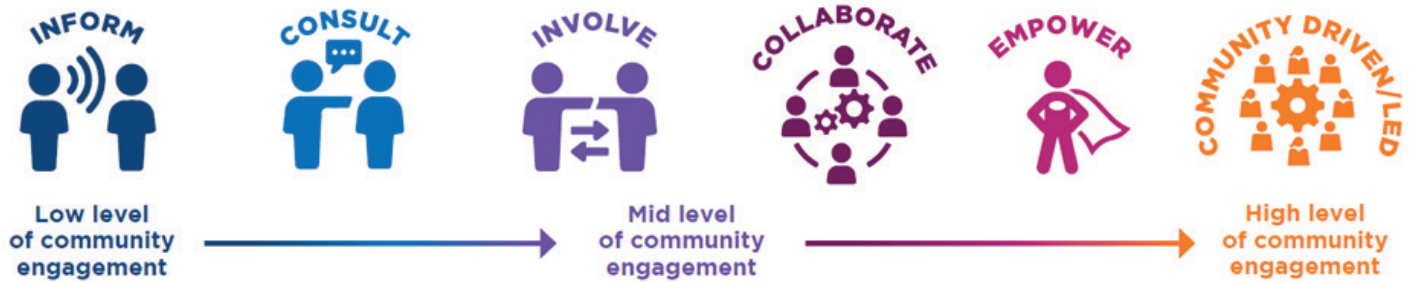 INFORM
CONSULT
INVOLVE
COLLABORATE
EMPOWER
COMMUNITY DRIVEN/LED
Low level
of community
engagement
Mid level
of community
engagement
High level
of community
engagement